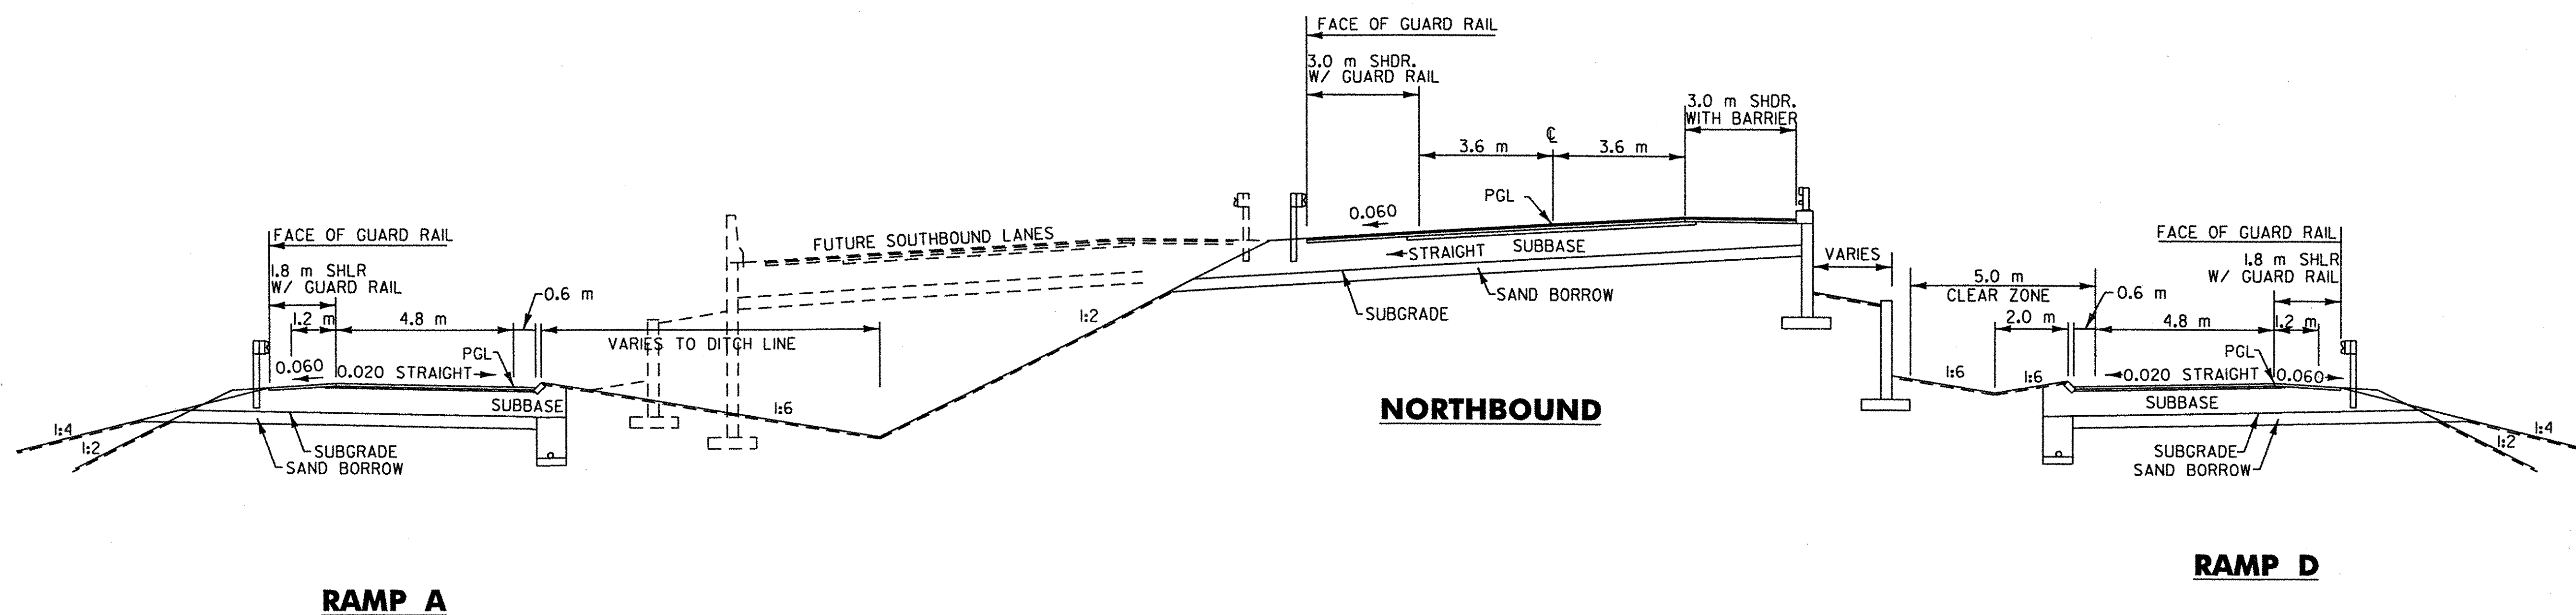 FACE OF GUARD RAIL
1.8 m SHLR
W/ GUARD RAIL
1.2 m
4.8 m
0.6 m
VARIES TO DITCH LINE
PGL
0.060
0.020 STRAIGHT
SUBBASE
1:6
1:4
1:2
SUBGRADE
SAND BORROW
RAMP A
FUTURE SOUTHBOUND LANES
FACE OF GUARD RAIL
3.0 m SHDR.
W/ GUARD RAIL
3.6 m
℄
3.6 m
3.0 m SHDR.
WITH BARRIER
PGL
0.060
STRAIGHT
SUBBASE
SAND BORROW
SUBGRADE
1:2
NORTHBOUND
VARIES
5.0 m
CLEAR ZONE
0.6 m
2.0 m
4.8 m
FACE OF GUARD RAIL
1.8 m SHLR
W/ GUARD RAIL
1.2 m
PGL
1:6
1:6
0.020 STRAIGHT
0.060
SUBBASE
SUBGRADE
SAND BORROW
1:2
1:4
RAMP D